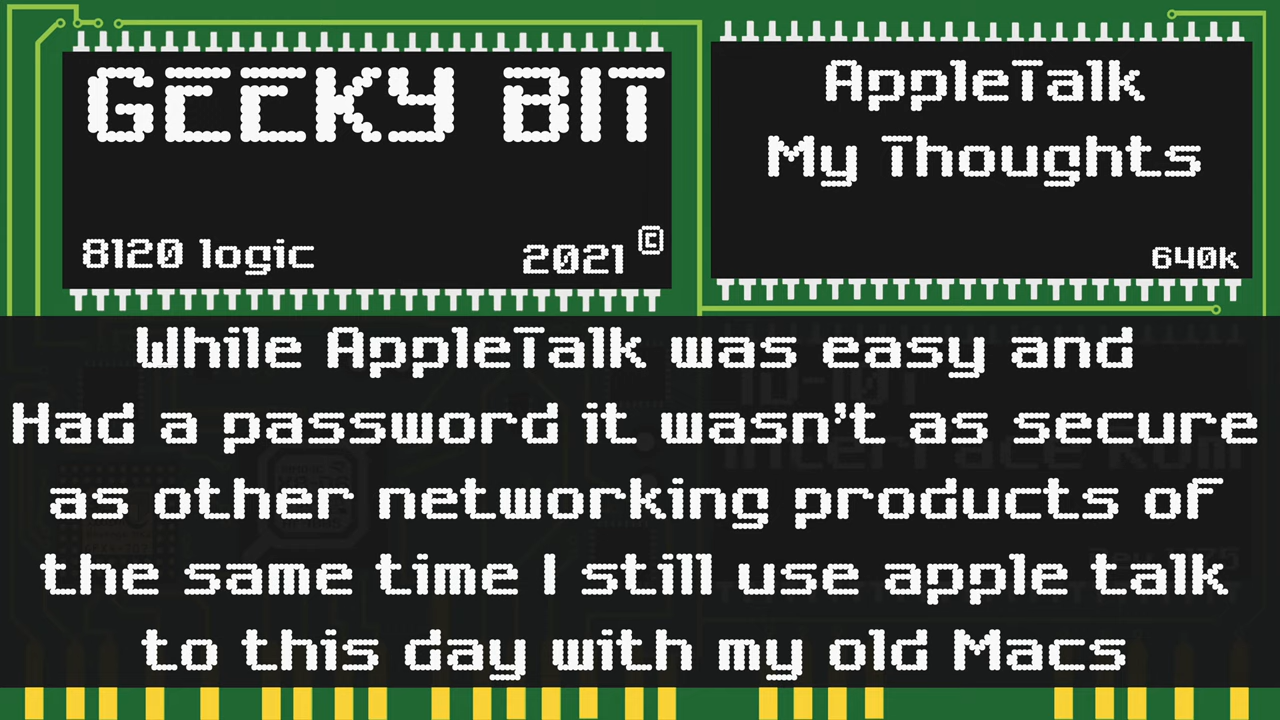 GEEKY BIT
8120 logic
2021 ©
AppleTalk
My Thoughts
640k
While AppleTalk was easy and
Had a password it wasn't as secure
as other networking products of
the same time I still use apple talk
to this day with my old Macs